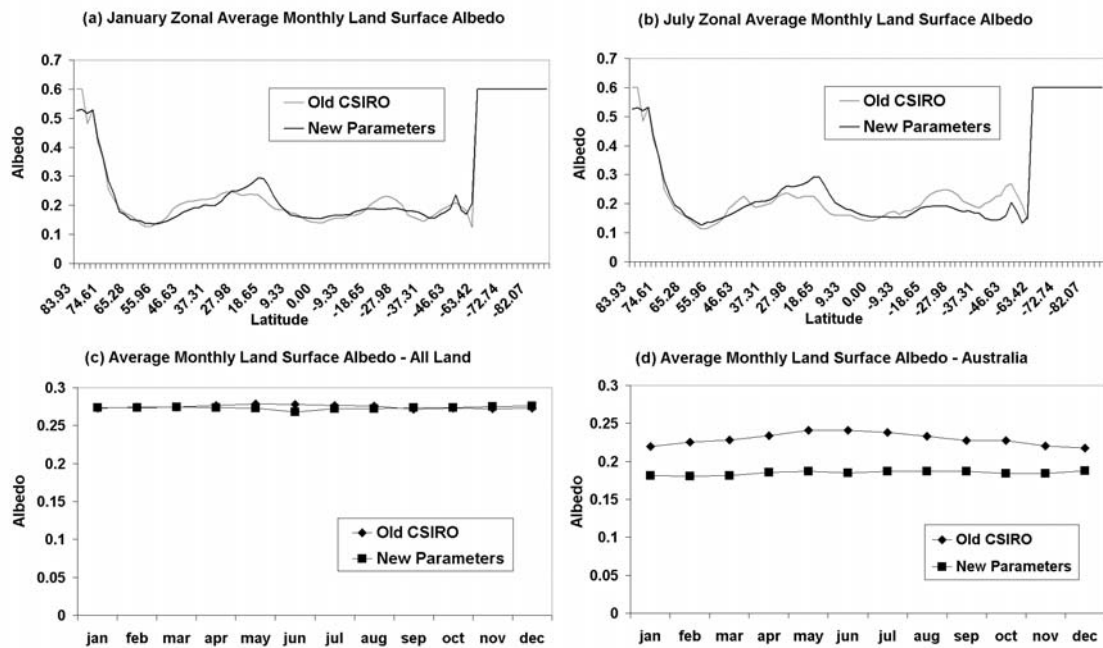 (a) January Zonal Average Monthly Land Surface Albedo
0.7
0.6
0.5
0.4
0.3
0.2
0.1
0
Albedo
Old CSIRO
New Parameters
83.93 74.61 65.28 55.96 46.63 37.31 27.98 18.65 9.33 0.00 -9.33 -18.65 -27.98 -37.31 -46.63 -63.42 -72.74 -82.07
Latitude
(b) July Zonal Average Monthly Land Surface Albedo
0.7
0.6
0.5
0.4
0.3
0.2
0.1
0
Albedo
Old CSIRO
New Parameters
83.93 74.61 65.28 55.96 46.63 37.31 27.98 18.65 9.33 0.00 -9.33 -18.65 -27.98 -37.31 -46.63 -63.42 -72.74 -82.07
Latitude
(c) Average Monthly Land Surface Albedo - All Land
0.3
0.25
0.2
0.15
0.1
0.05
0
Albedo
Old CSIRO
New Parameters
jan feb mar apr may jun jul aug sep oct nov dec
(d) Average Monthly Land Surface Albedo - Australia
0.3
0.25
0.2
0.15
0.1
0.05
0
Albedo
Old CSIRO
New Parameters
jan feb mar apr may jun jul aug sep oct nov dec